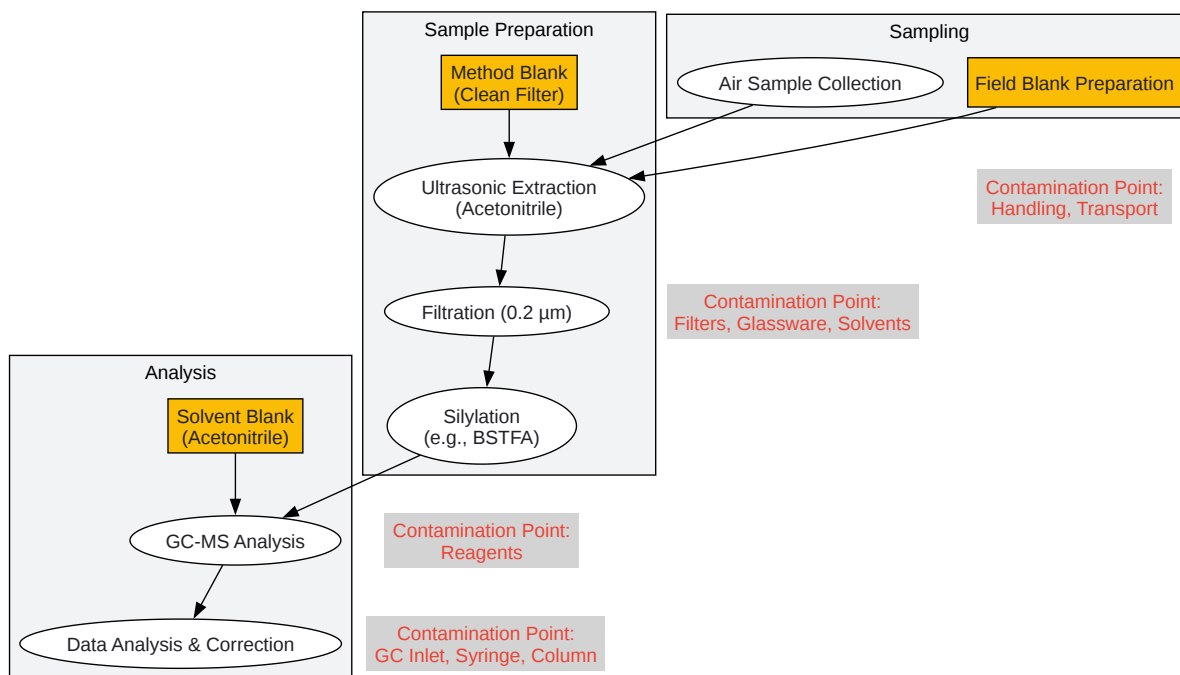 Sampling
Air Sample Collection
Field Blank Preparation
Sample Preparation
Method Blank
(Clean Filter)
Ultrasonic Extraction
(Acetonitrile)
Filtration (0.2 µm)
Silylation
(e.g., BSTFA)
Analysis
Solvent Blank
(Acetonitrile)
GC-MS Analysis
Data Analysis & Correction
Contamination Point:
Handling, Transport
Contamination Point:
Filters, Glassware, Solvents
Contamination Point:
Reagents
Contamination Point:
GC Inlet, Syringe, Column